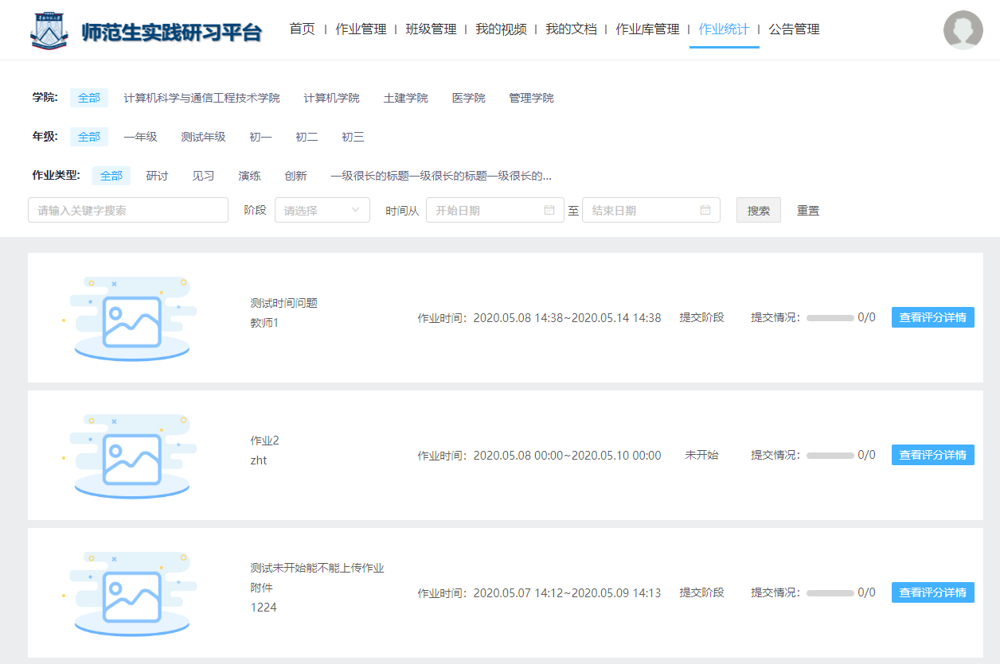 师范生实践研习平台 首页 | 作业管理 | 班级管理 | 我的视频 | 我的文档 | 作业库管理 | 作业统计 | 公告管理
学院: 全部 计算机科学与通信工程技术学院 计算机学院 土建学院 医学院 管理学院
年级: 全部 一年级 测试年级 初一 初二 初三
作业类型: 全部 研讨 见习 演练 创新 一级很长的标题一级很长的标题一级很长的...
请输入关键字搜索 阶段 请选择 时间从 开始日期 至 结束日期 搜索 重置
测试时间问题
教师1
作业时间：2020.05.08 14:38~2020.05.14 14:38 提交阶段 提交情况： 0/0 查看评分详情
作业2
zht
作业时间：2020.05.08 00:00~2020.05.10 00:00 未开始 提交情况： 0/0 查看评分详情
测试未开始能不能上传作业
附件
1224
作业时间：2020.05.07 14:12~2020.05.09 14:13 提交阶段 提交情况： 0/0 查看评分详情